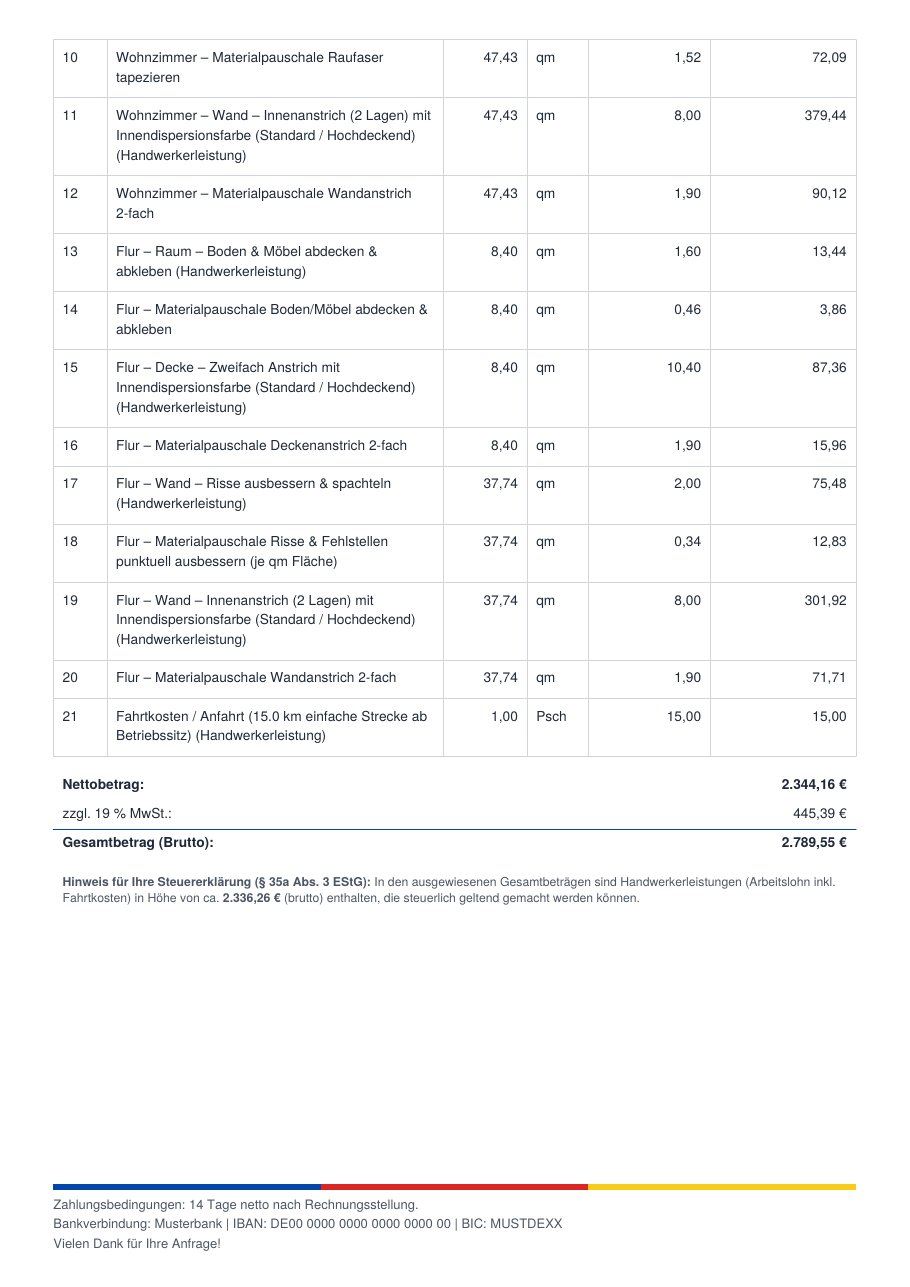 10 Wohnzimmer – Materialpauschale Raufaser 47,43 qm 1,52 72,09
tapezieren
11 Wohnzimmer – Wand – Innenanstrich (2 Lagen) mit 47,43 qm 8,00 379,44
Innendispersionsfarbe (Standard / Hochdeckend)
(Handwerkerleistung)
12 Wohnzimmer – Materialpauschale Wandanstrich 47,43 qm 1,90 90,12
2-fach
13 Flur – Raum – Boden & Möbel abdecken & 8,40 qm 1,60 13,44
abkleben (Handwerkerleistung)
14 Flur – Materialpauschale Boden/Möbel abdecken & 8,40 qm 0,46 3,86
abkleben
15 Flur – Decke – Zweifach Anstrich mit 8,40 qm 10,40 87,36
Innendispersionsfarbe (Standard / Hochdeckend)
(Handwerkerleistung)
16 Flur – Materialpauschale Deckenanstrich 2-fach 8,40 qm 1,90 15,96
17 Flur – Wand – Risse ausbessern & spachteln 37,74 qm 2,00 75,48
(Handwerkerleistung)
18 Flur – Materialpauschale Risse & Fehlstellen 37,74 qm 0,34 12,83
punktuell ausbessern (je qm Fläche)
19 Flur – Wand – Innenanstrich (2 Lagen) mit 37,74 qm 8,00 301,92
Innendispersionsfarbe (Standard / Hochdeckend)
(Handwerkerleistung)
20 Flur – Materialpauschale Wandanstrich 2-fach 37,74 qm 1,90 71,71
21 Fahrtkosten / Anfahrt (15.0 km einfache Strecke ab 1,00 Psch 15,00 15,00
Betriebssitz) (Handwerkerleistung)
Nettobetrag: 2.344,16 €
zzgl. 19 % MwSt.: 445,39 €
Gesamtbetrag (Brutto): 2.789,55 €
Hinweis für Ihre Steuererklärung (§ 35a Abs. 3 EStG): In den ausgewiesenen Gesamtbeträgen sind Handwerkerleistungen (Arbeitslohn inkl.
Fahrtkosten) in Höhe von ca. 2.336,26 € (brutto) enthalten, die steuerlich geltend gemacht werden können.
Zahlungsbedingungen: 14 Tage netto nach Rechnungsstellung.
Bankverbindung: Musterbank | IBAN: DE00 0000 0000 0000 0000 00 | BIC: MUSTDEXX
Vielen Dank für Ihre Anfrage!